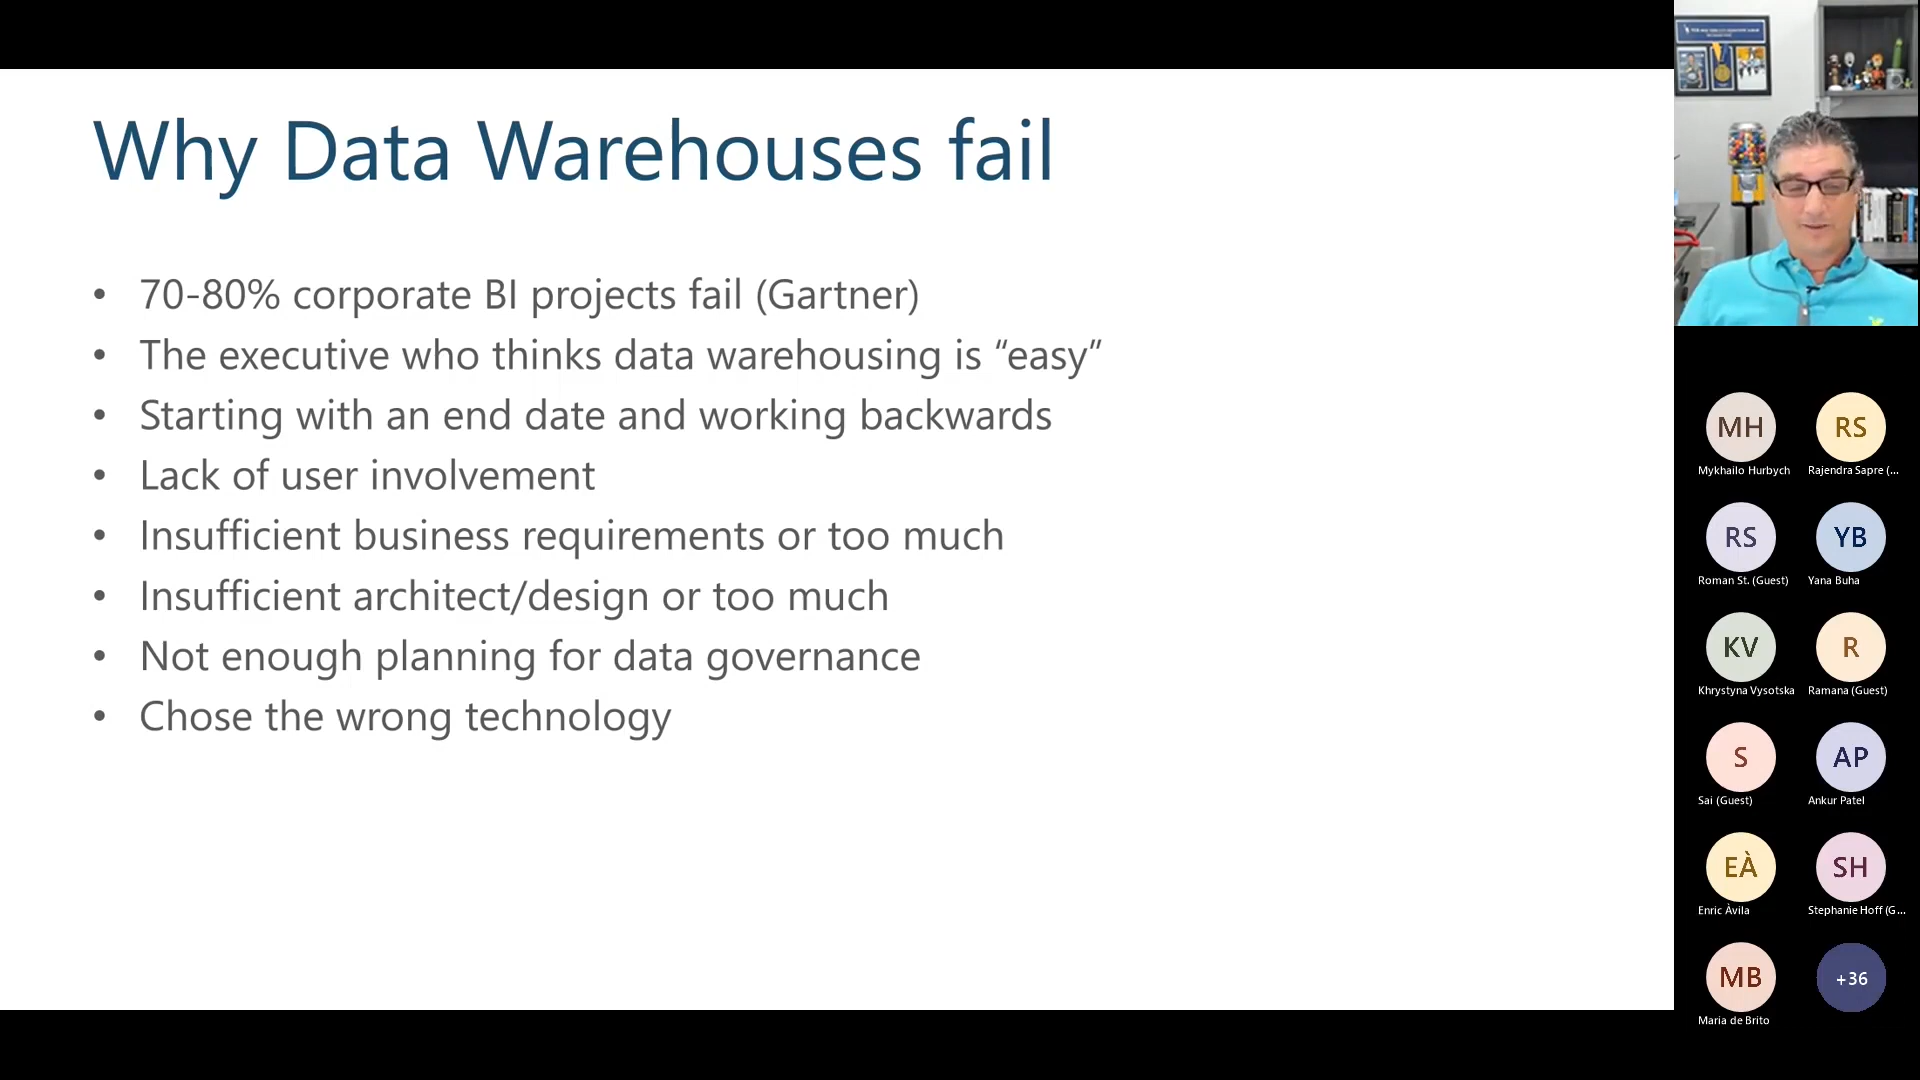 Why Data Warehouses fail
• 70-80% corporate BI projects fail (Gartner)
• The executive who thinks data warehousing is “easy”
• Starting with an end date and working backwards
• Lack of user involvement
• Insufficient business requirements or too much
• Insufficient architect/design or too much
• Not enough planning for data governance
• Chose the wrong technology
MH
Mykhailo Hurbych
RS
Rajendra Sapre (...
RS
Roman St. (Guest)
YB
Yana Buha
KV
Khrystyna Vysotska
R
Ramana (Guest)
S
Sai (Guest)
AP
Ankur Patel
EÀ
Enric Àvila
SH
Stephanie Hoff (G...
MB
Maria de Brito
+36